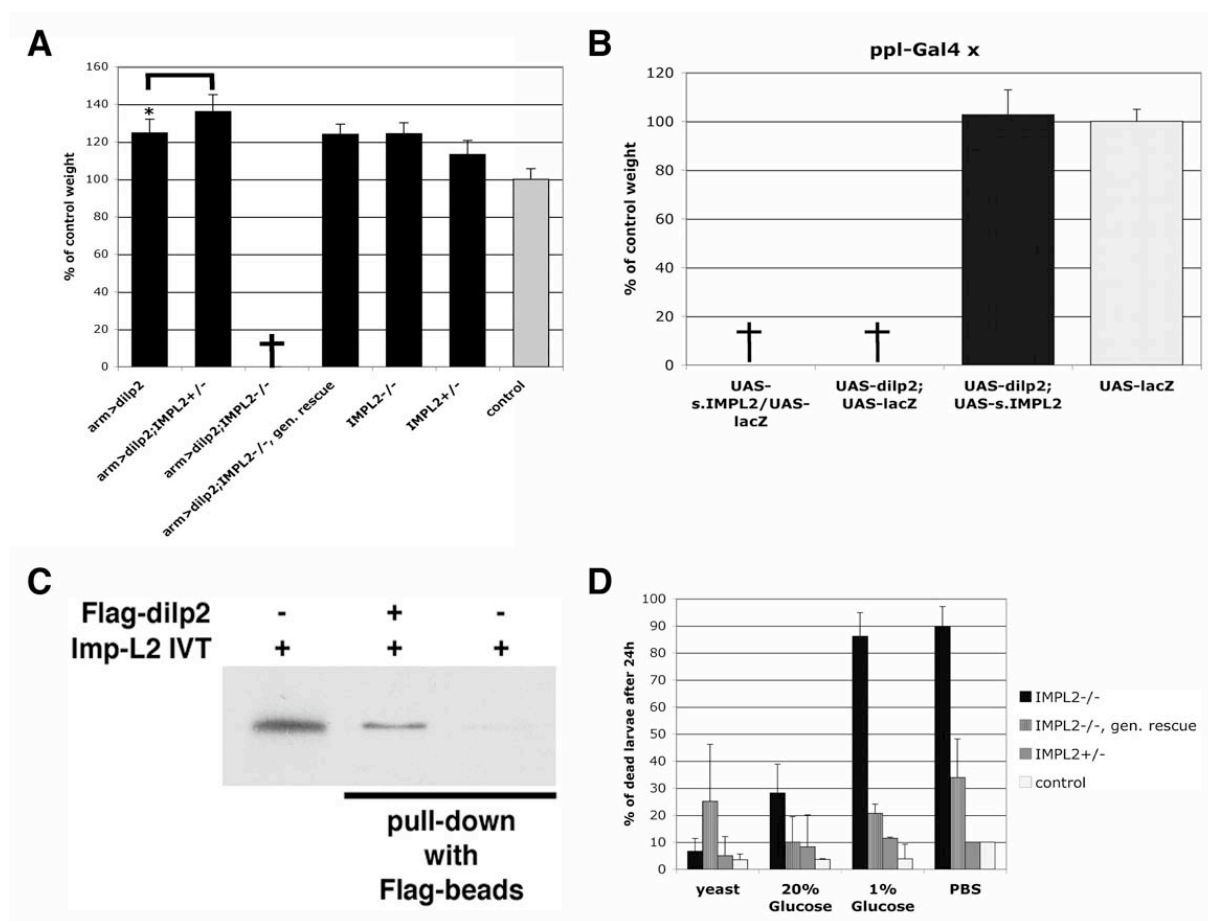 A
160
140
120
100
80
60
40
20
0
% of control weight
*
arm>dilp2
arm>dilp2;IMPL2+/-
arm>dilp2;IMPL2-/-
arm>dilp2;IMPL2-/-, gen. rescue
IMPL2-/-
IMPL2+/-
control
B
ppl-Gal4 x
120
100
80
60
40
20
0
% of control weight
UAS-
s.IMPL2/UAS-
lacZ
UAS-dilp2;
UAS-lacZ
UAS-dilp2;
UAS-s.IMPL2
UAS-lacZ
C
Flag-dilp2 - + -
Imp-L2 IVT + + +
pull-down
with
Flag-beads
D
100
90
80
70
60
50
40
30
20
10
0
% of dead larvae after 24h
yeast
20%
Glucose
1%
Glucose
PBS
IMPL2-/-
IMPL2-/-, gen. rescue
IMPL2+/-
control